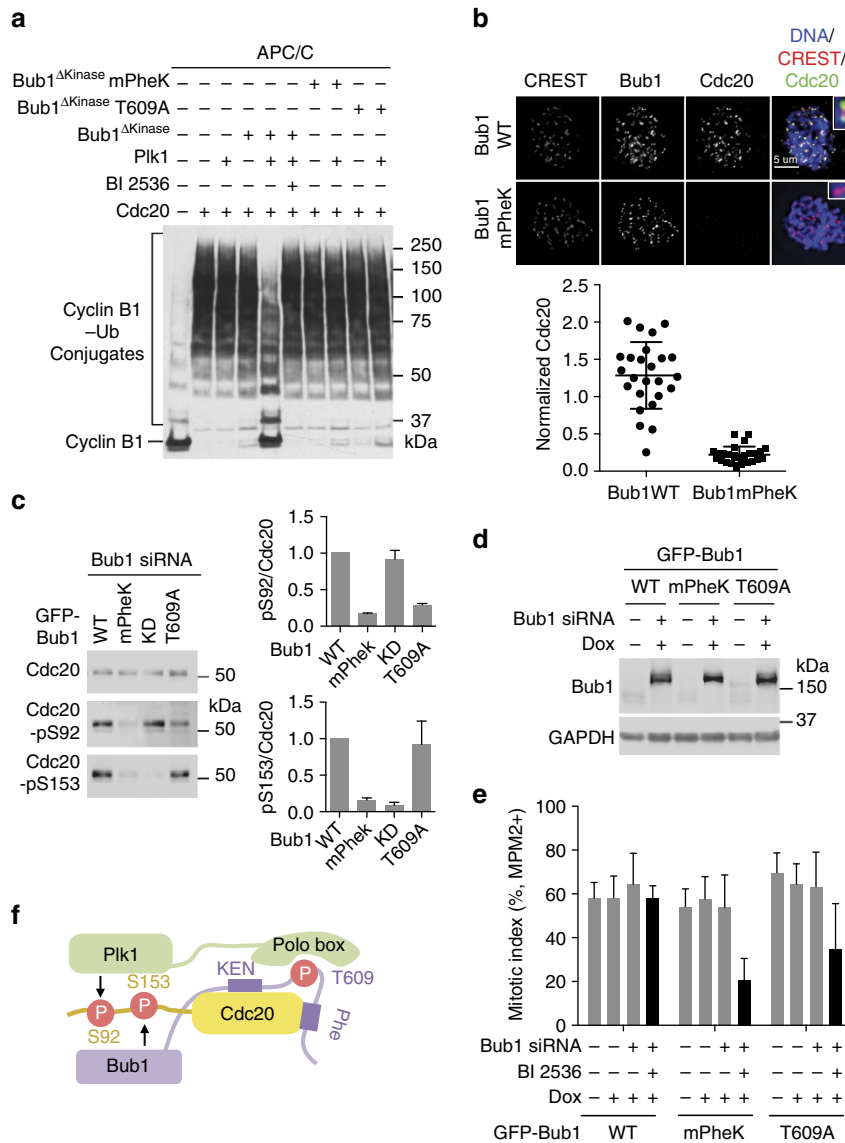 a
APC/C
Bub1ΔKinase mPheK – – – – – – + + – –
Bub1ΔKinase T609A – – – – – – – – + +
Bub1ΔKinase – – – + + + – – – –
Plk1 – – + – + + – + – +
BI 2536 – – – – – + – – – –
Cdc20 – + + + + + + + + +
250
150
100
75
50
37
kDa
Cyclin B1
–Ub
Conjugates
Cyclin B1
b
DNA/
CREST/
Cdc20
CREST Bub1 Cdc20
Bub1 WT
5 um
Bub1 mPheK
Normalized Cdc20
2.5
2.0
1.5
1.0
0.5
0.0
Bub1WT Bub1mPheK
c
Bub1 siRNA
GFP-
Bub1
WT mPheK KD T609A
Cdc20
50
kDa
Cdc20
-pS92
50
Cdc20
-pS153
50
pS92/Cdc20
1.5
1.0
0.5
0.0
Bub1 WT mPhek KD T609A
pS153/Cdc20
1.5
1.0
0.5
0.0
Bub1 WT mPhek KD T609A
d
GFP-Bub1
WT mPheK T609A
Bub1 siRNA – + – + – +
Dox – + – + – +
kDa
Bub1
150
37
GAPDH
e
Mitotic index (%, MPM2+)
100
80
60
40
20
0
Bub1 siRNA – – + + – – + + – – + +
BI 2536 – – – + – – – + – – – +
Dox – + + + – + + + – + + +
GFP-Bub1 WT mPheK T609A
f
Plk1
Polo box
S153
KEN
P
T609
P
P
Cdc20
S92
Phe
Bub1